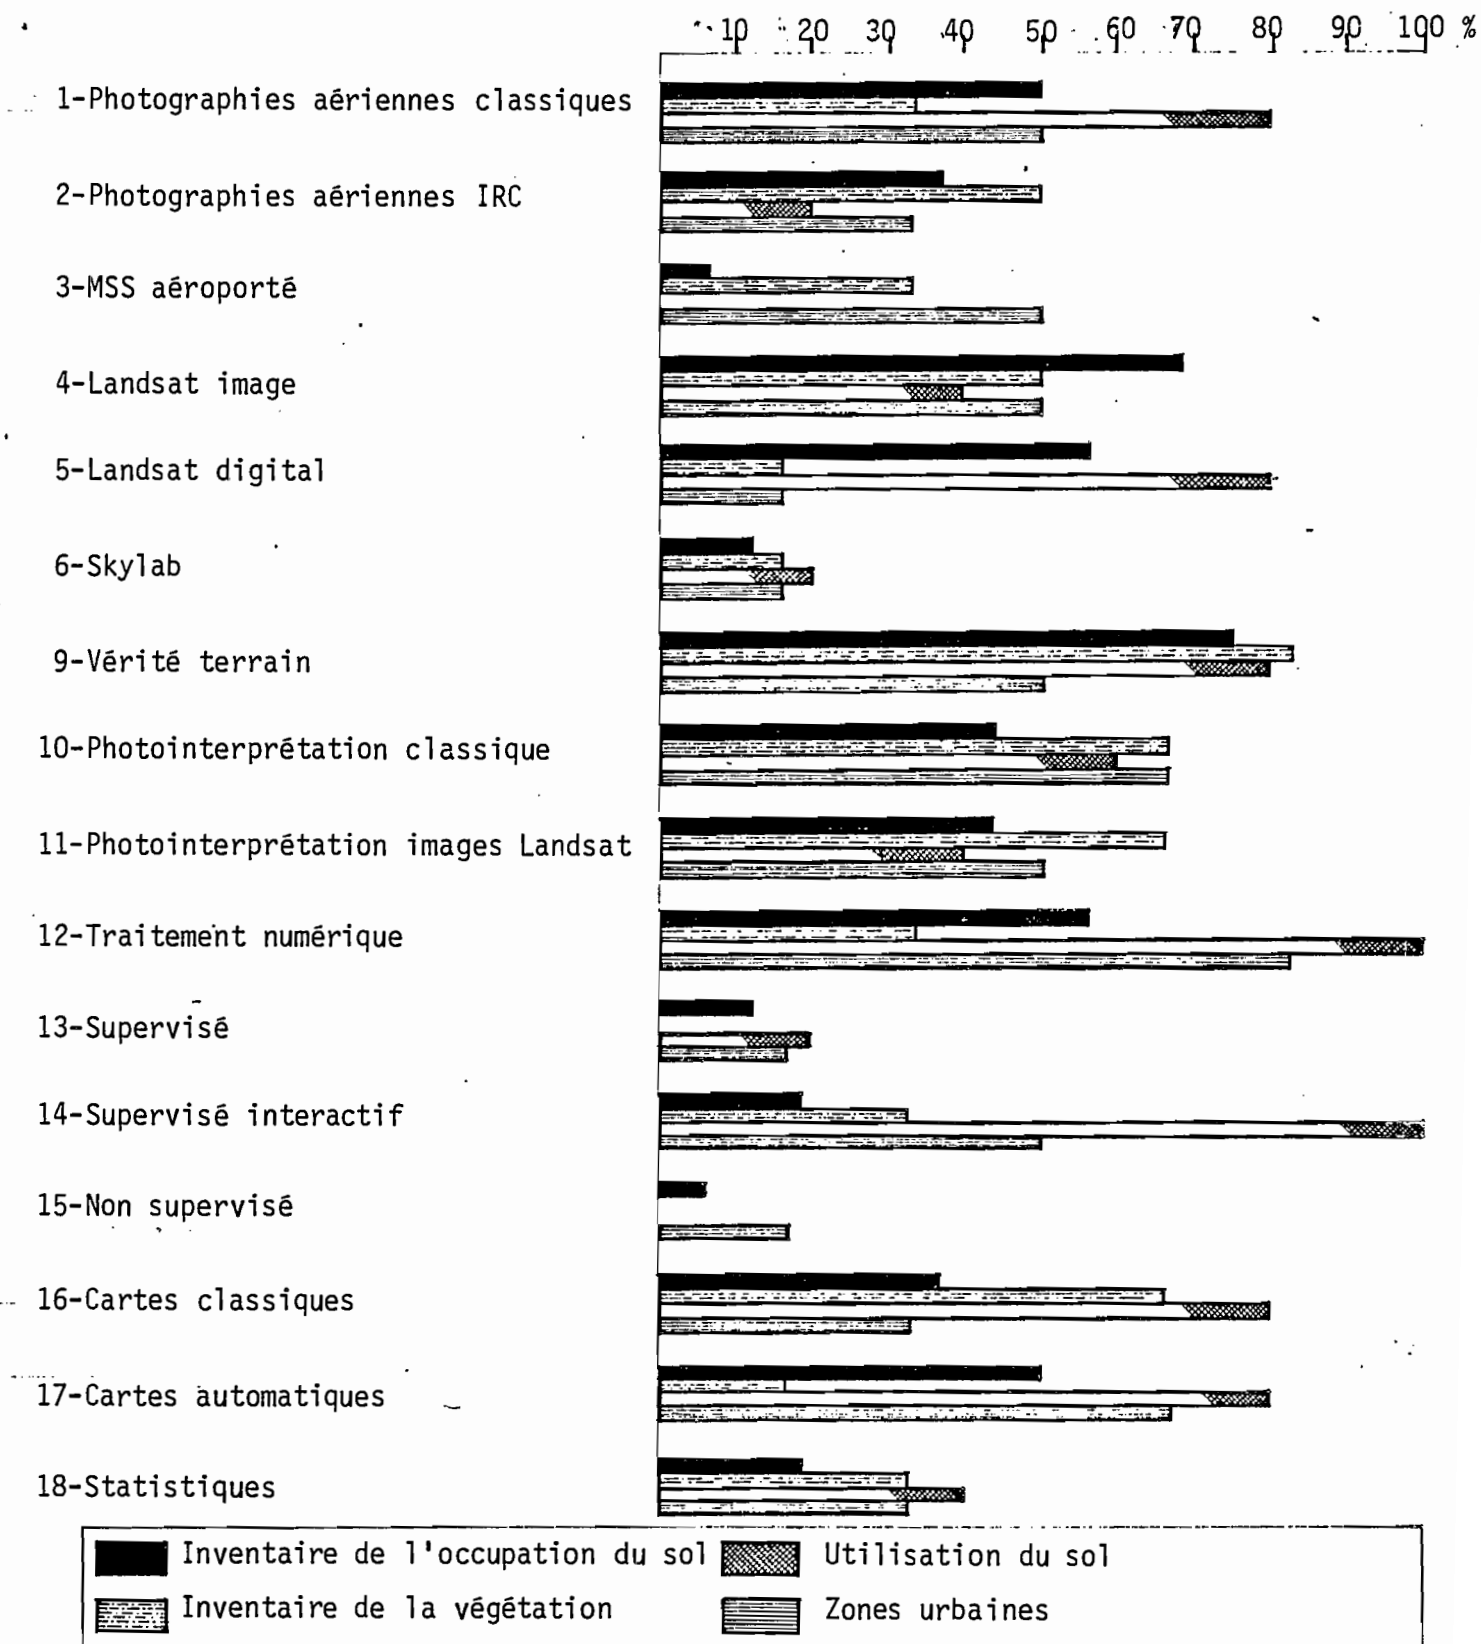 10 20 30 40 50 60 70 80 90 100 %
1-Photographies aériennes classiques
2-Photographies aériennes IRC
3-MSS aéroporté
4-Landsat image
5-Landsat digital
6-Skylab
9-Vérité terrain
10-Photointerprétation classique
11-Photointerprétation images Landsat
12-Traitement numérique
13-Supervisé
14-Supervisé interactif
15-Non supervisé
16-Cartes classiques
17-Cartes automatiques
18-Statistiques
Inventaire de l'occupation du sol Utilisation du sol
Inventaire de la végétation Zones urbaines